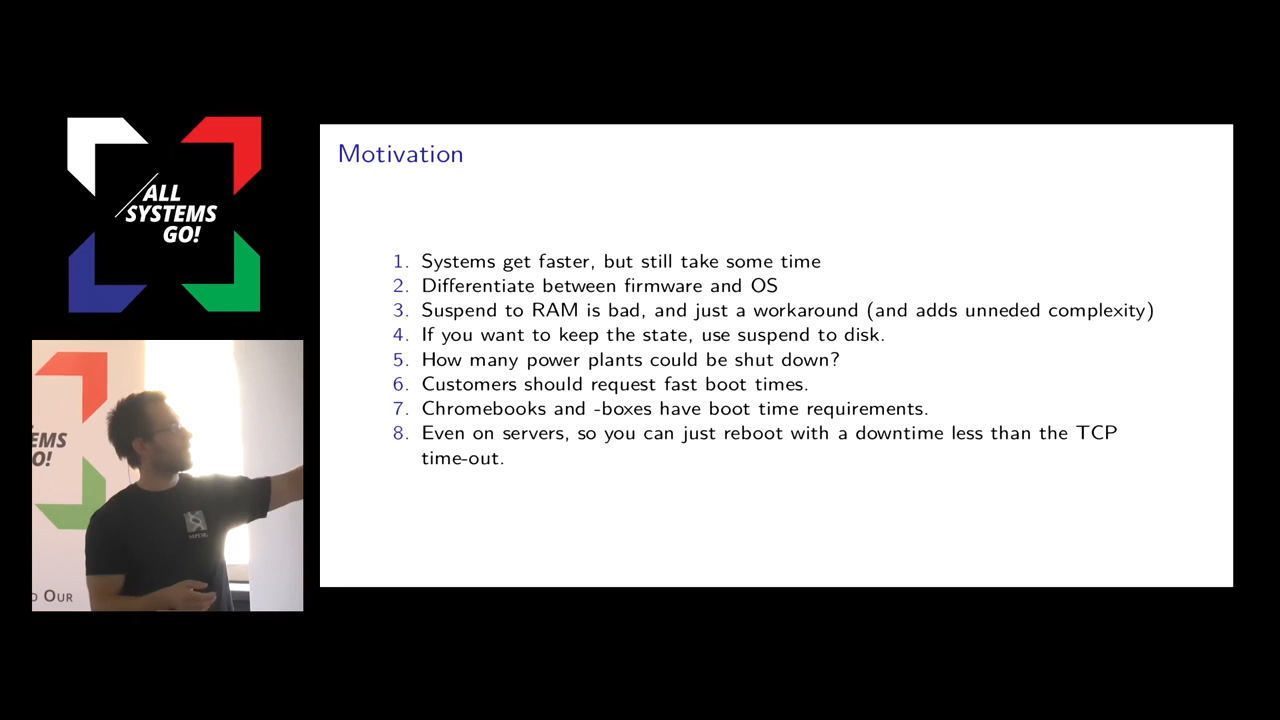 ALL
SYSTEMS
GO!
Motivation
1. Systems get faster, but still take some time
2. Differentiate between firmware and OS
3. Suspend to RAM is bad, and just a workaround (and adds unneded complexity)
4. If you want to keep the state, use suspend to disk.
5. How many power plants could be shut down?
6. Customers should request fast boot times.
7. Chromebooks and -boxes have boot time requirements.
8. Even on servers, so you can just reboot with a downtime less than the TCP
time-out.
EMS
O!
O OUR